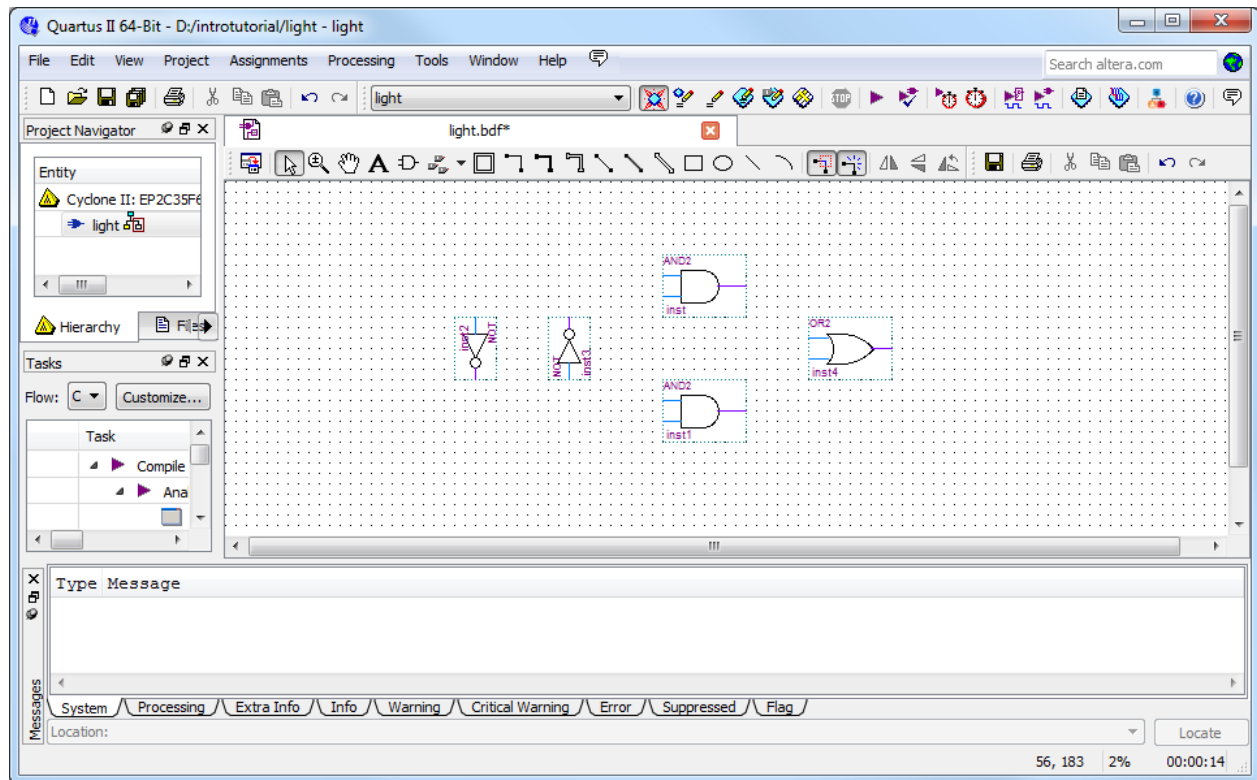 Quartus II 64-Bit - D:/introtutorial/light - light
File Edit View Project Assignments Processing Tools Window Help
Search altera.com
light
STOP
Project Navigator
light.bdf*
A
Entity
Cyclone II: EP2C35F6
light
Hierarchy
Files
Tasks
Flow: C Customize...
Task
Compile
Ana
AND2
inst
inst2
NOT
NOT
inst3
OR2
inst4
AND2
inst1
Type Message
System Processing Extra Info Info Warning Critical Warning Error Suppressed Flag
Messages
Location:
Locate
56, 183 2% 00:00:14